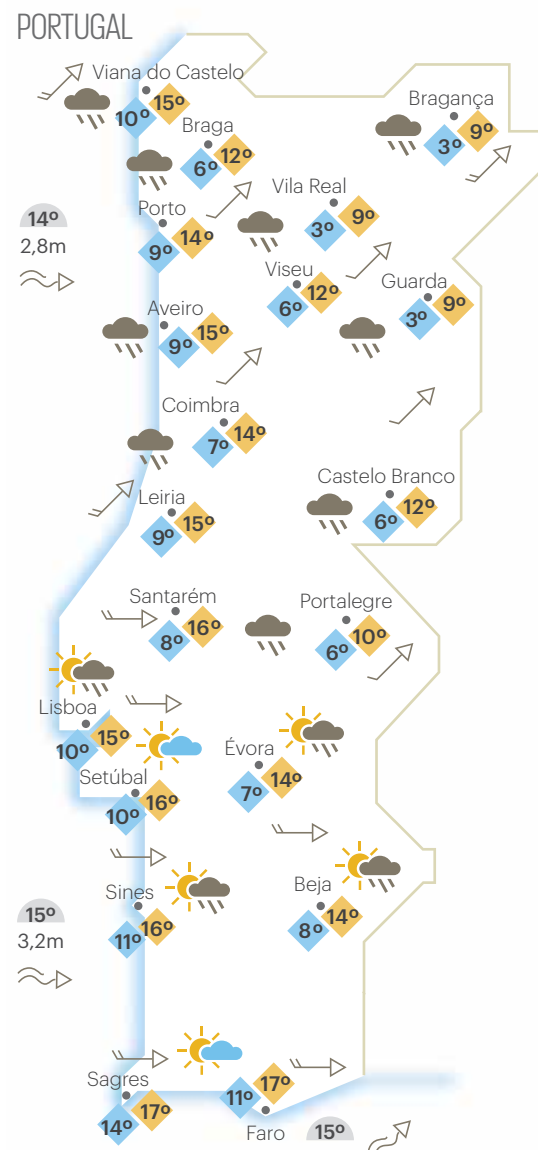 PORTUGAL
Viana do Castelo
10º 15º
Bragança
3º 9º
Braga
6º 12º
Vila Real
3º 9º
14º
2,8m
Porto
9º 14º
Viseu
6º 12º
Guarda
3º 9º
Aveiro
9º 15º
Coimbra
7º 14º
Castelo Branco
6º 12º
Leiria
9º 15º
Santarém
8º 16º
Portalegre
6º 10º
Lisboa
10º 15º
Évora
7º 14º
Setúbal
10º 16º
Sines
11º 16º
Beja
8º 14º
15º
3,2m
Sagres
14º 17º
11º 17º
Faro
15º